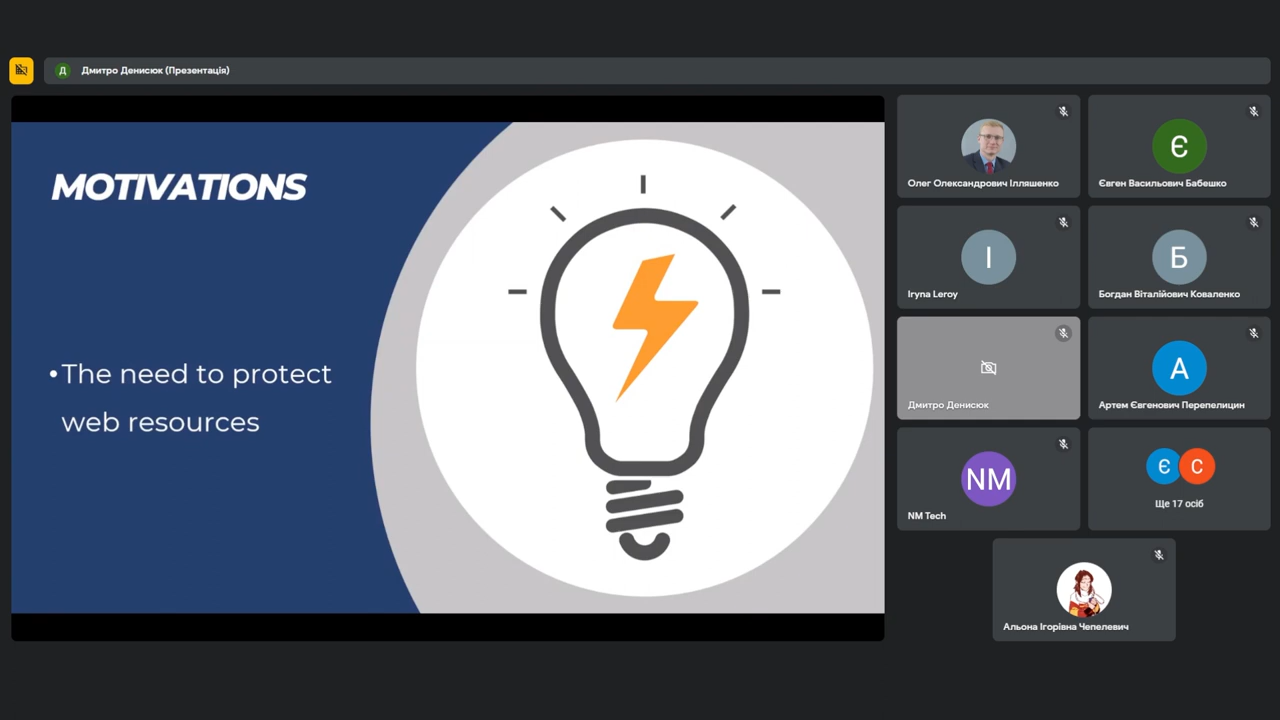 Д
Дмитро Денисюк (Презентація)
MOTIVATIONS
•The need to protect
web resources
Олег Олександрович Ілляшенко
Є
Євген Васильович Бабешко
I
Iryna Leroy
Б
Богдан Віталійович Коваленко
Дмитро Денисюк
А
Артем Євгенович Перепелицин
NM
NM Tech
Є
С
Ще 17 осіб
Альона Ігорівна Чепелевич